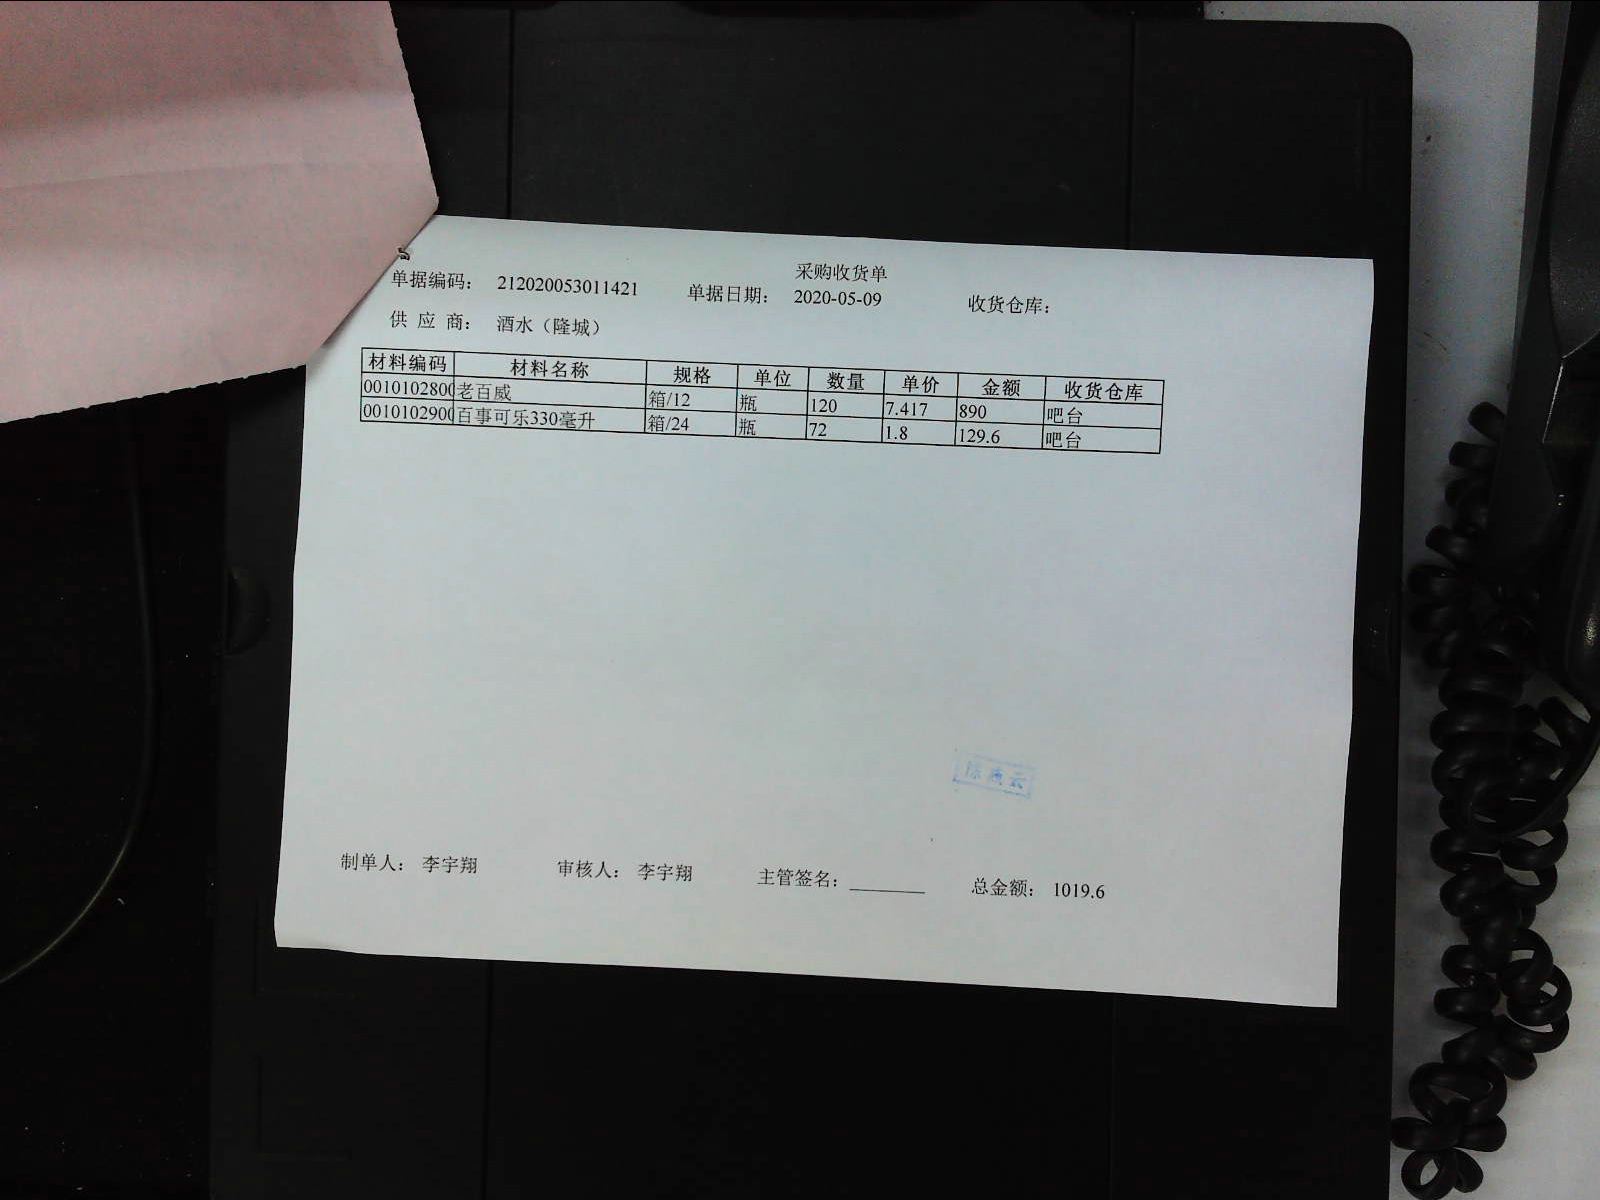 采购收货单
单据编码： 212020053011421 单据日期： 2020-05-09 收货仓库：
供 应 商： 酒水（隆城）
材料编码 材料名称 规格 单位 数量 单价 金额 收货仓库
0010102800 老百威 箱/12 瓶 120 7.417 890 吧台
0010102900 百事可乐330毫升 箱/24 瓶 72 1.8 129.6 吧台
云
制单人： 李宇翔 审核人： 李宇翔 主管签名：________ 总金额： 1019.6